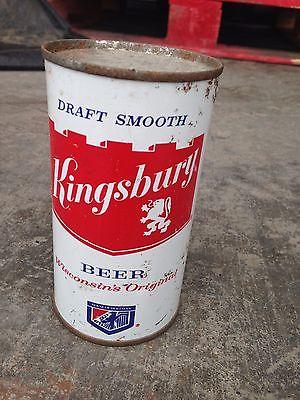 DRAFT SMOOTH
Kingsbury
BEER
Wisconsin's Original